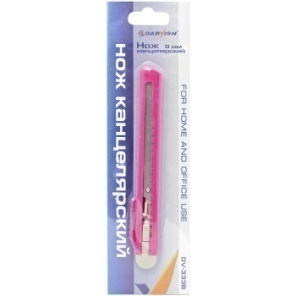 DARVISH
Нож 9 мм
канцелярский
НОЖ КАНЦЕЛЯРСКИЙ
FOR HOME AND OFFICE USE
DV-3338